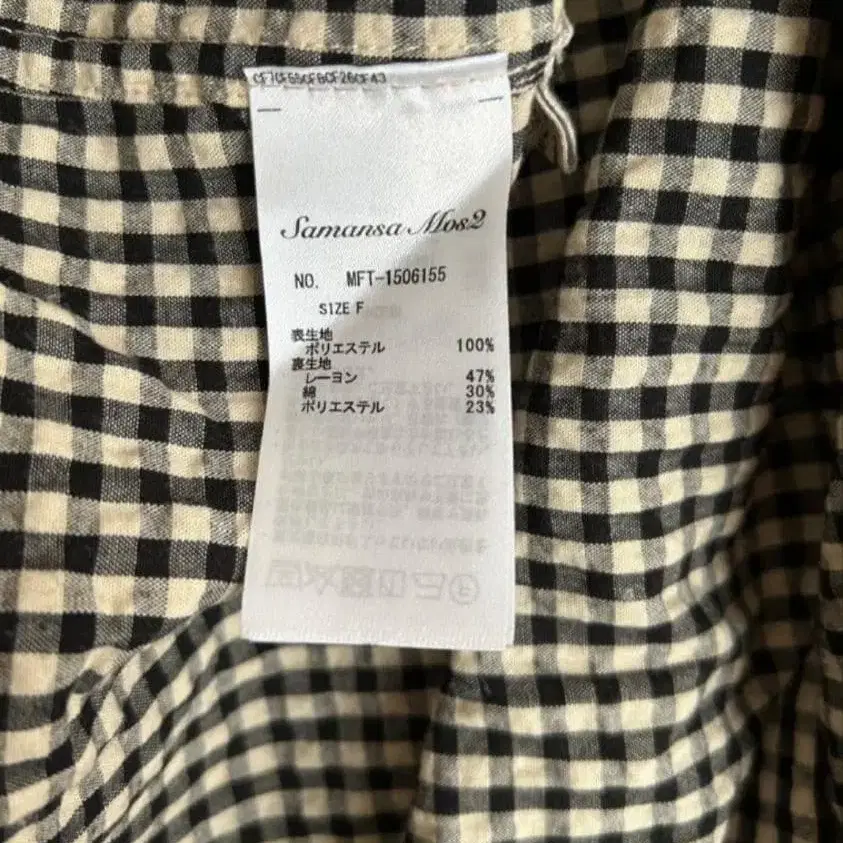 Samansa Mos2
NO. MFT-1506155
SIZE F
表生地
ポリエステル 100%
裏生地
レーヨン 47%
綿 30%
ポリエステル 23%